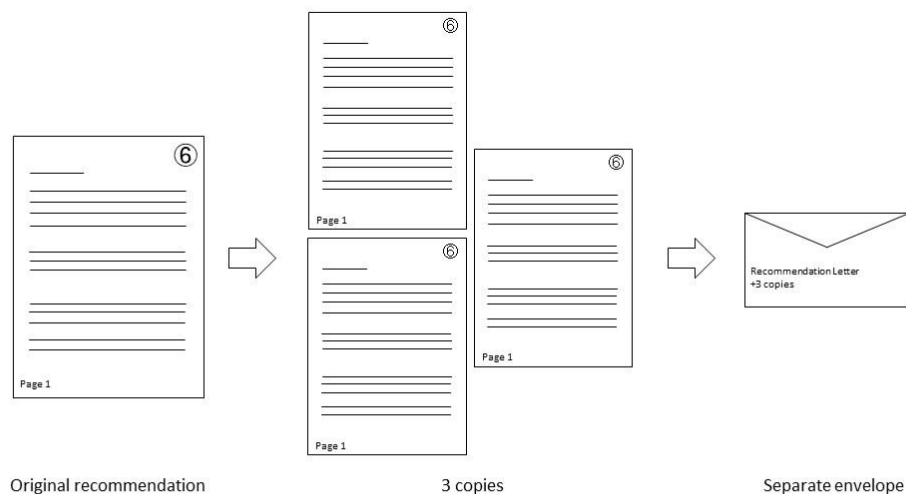 ⑥
Page 1
⑥
Page 1
⑥
Page 1
⑥
Page 1
Recommendation Letter
+3 copies
Original recommendation
3 copies
Separate envelope